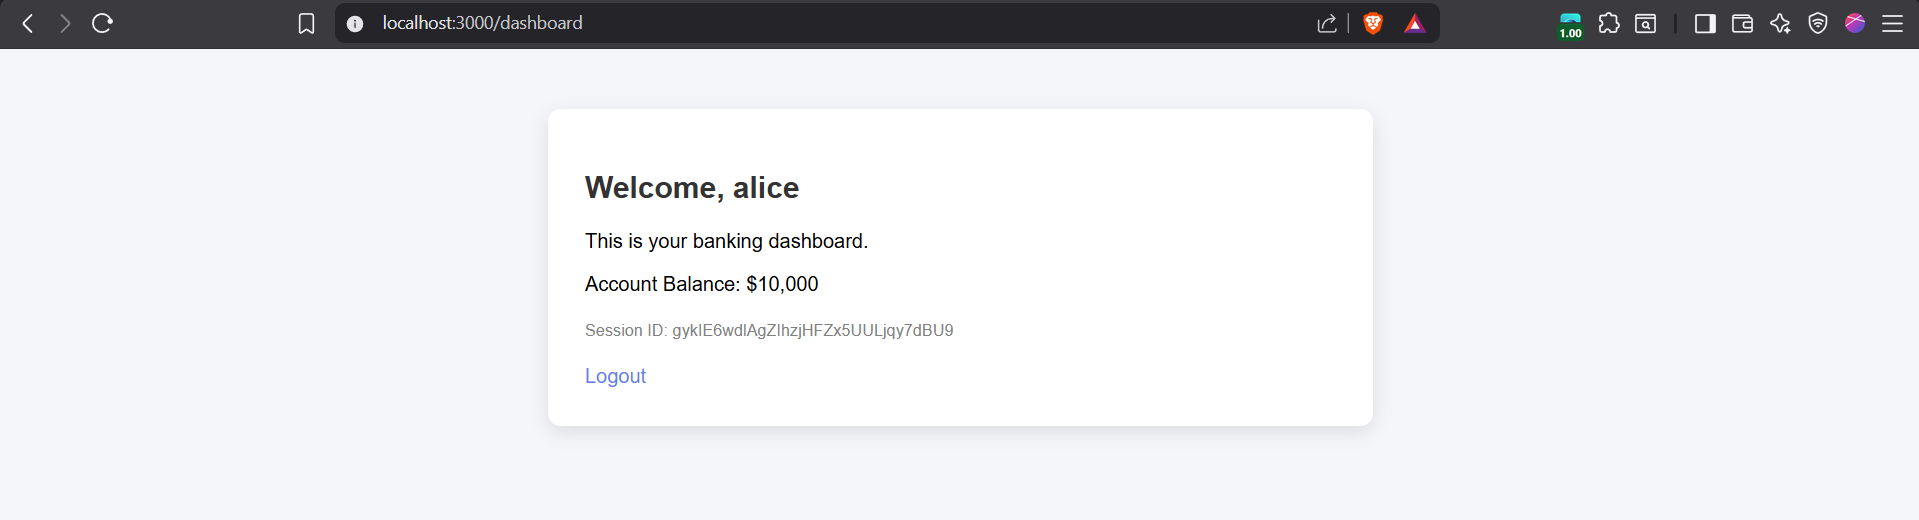 localhost:3000/dashboard
1.00
Welcome, alice
This is your banking dashboard.
Account Balance: $10,000
Session ID: gykIE6wdlAgZIhzjHFZx5UULjqy7dBU9
Logout